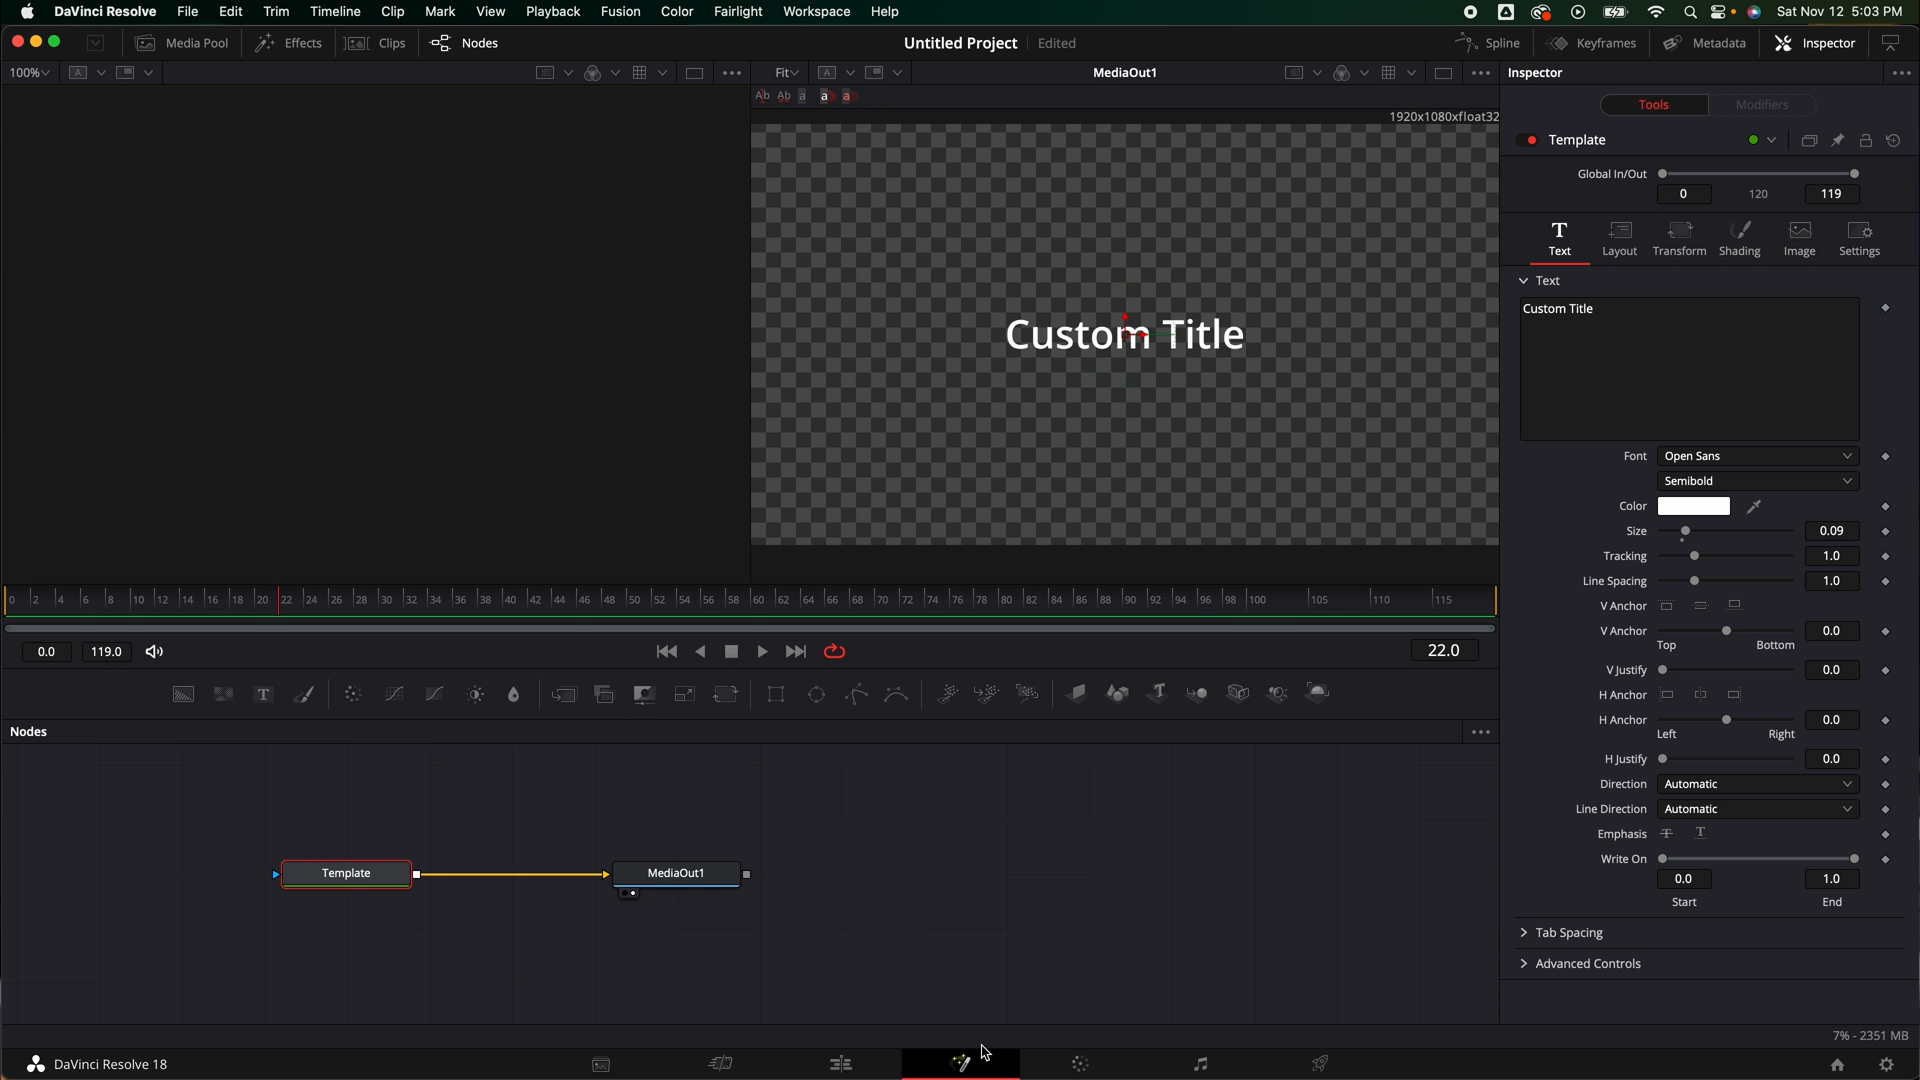 DaVinci Resolve File Edit Trim Timeline Clip Mark View Playback Fusion Color Fairlight Workspace Help Sat Nov 12 5:03 PM
Media Pool Effects Clips Nodes Untitled Project Edited Spline Keyframes Metadata Inspector
100% A Fit A MediaOut1 Inspector
Ab Ab a a a Tools Modifiers
1920x1080xfloat32
Template
Global In/Out
0 120 119
Text Layout Transform Shading Image Settings
Text
Custom Title
Custom Title
Font Open Sans
Semibold
Color
Size 0.09
Tracking 1.0
Line Spacing 1.0
V Anchor
V Anchor 0.0
Top Bottom
V Justify 0.0
H Anchor
H Anchor 0.0
Left Right
H Justify 0.0
Direction Automatic
Line Direction Automatic
Emphasis T T
Write On
0.0 1.0
Start End
Tab Spacing
Advanced Controls
0 2 4 6 8 10 12 14 16 18 20 22 24 26 28 30 32 34 36 38 40 42 44 46 48 50 52 54 56 58 60 62 64 66 68 70 72 74 76 78 80 82 84 86 88 90 92 94 96 98 100 105 110 115
0.0 119.0 22.0
T T
Nodes
Template MediaOut1
7% - 2351 MB
DaVinci Resolve 18